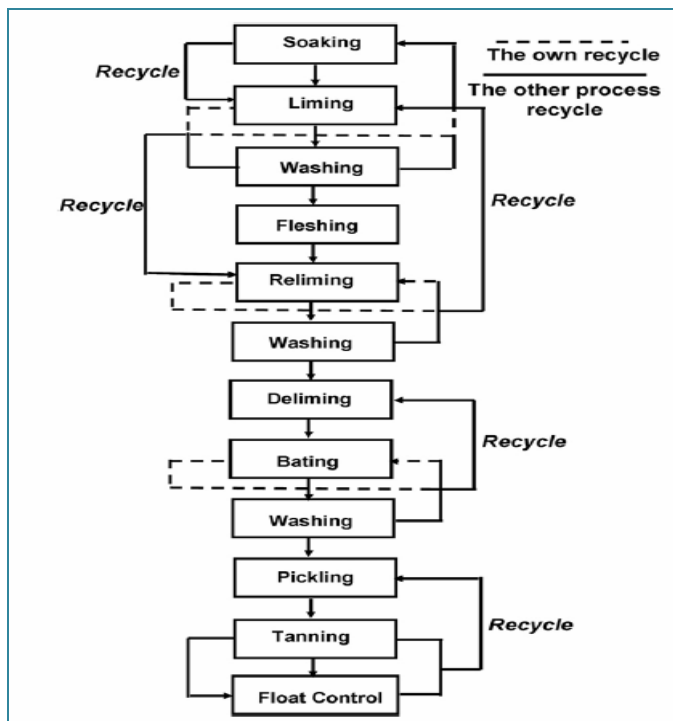 Soaking
The own recycle
The other process
recycle
Recycle
Liming
Washing
Recycle
Recycle
Fleshing
Reliming
Washing
Deliming
Recycle
Bating
Washing
Pickling
Recycle
Tanning
Float Control